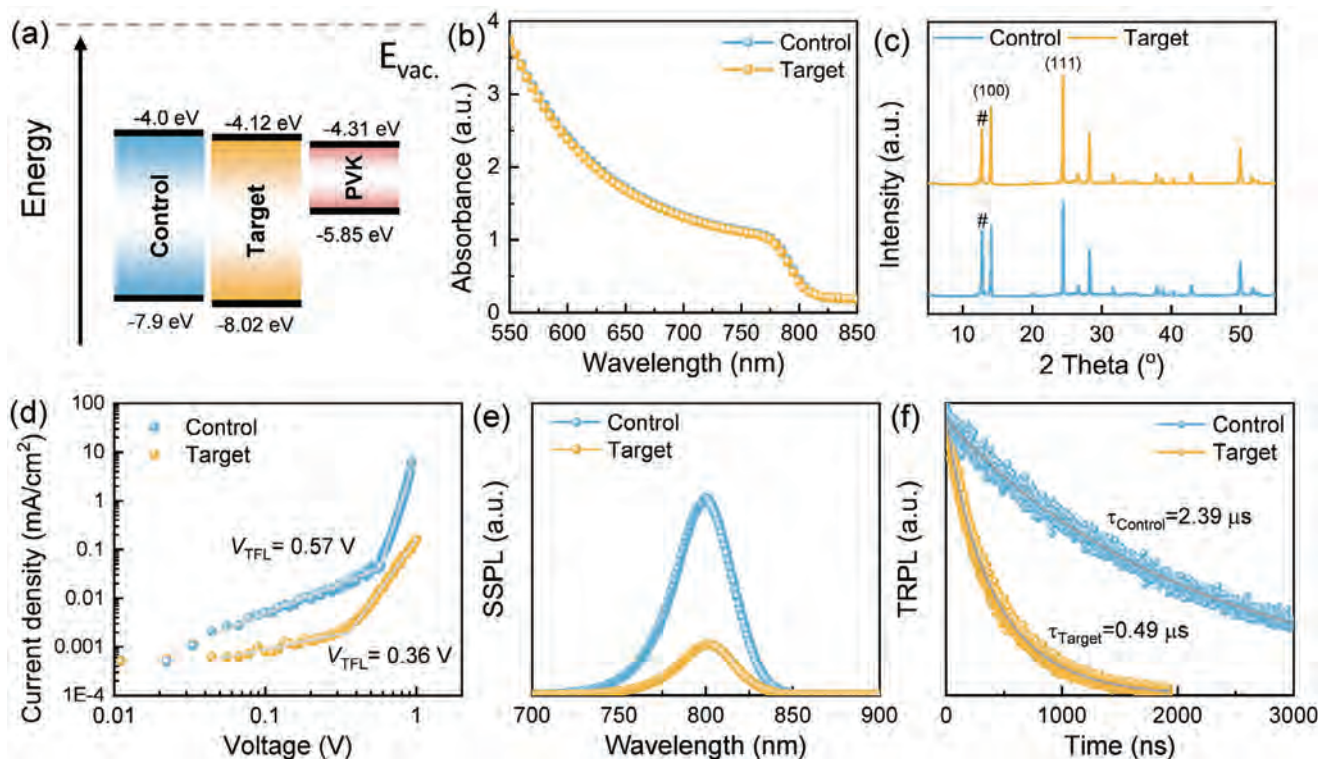 (a)
E_vac.
Energy
-4.0 eV
-4.12 eV
-4.31 eV
Control
Target
PVK
-5.85 eV
-7.9 eV
-8.02 eV
(b)
Control
Target
Absorbance (a.u.)
4
3
2
1
0
550 600 650 700 750 800 850
Wavelength (nm)
(c)
Control Target
(111)
(100)
#
#
Intensity (a.u.)
10 20 30 40 50
2 Theta (°)
(d)
Control
Target
Current density (mA/cm²)
100
10
1
0.1
0.01
0.001
1E-4
V_TFL = 0.57 V
V_TFL = 0.36 V
0.01 0.1 1
Voltage (V)
(e)
Control
Target
SSPL (a.u.)
700 750 800 850 900
Wavelength (nm)
(f)
Control
Target
TRPL (a.u.)
τ_Control=2.39 μs
τ_Target=0.49 μs
0 1000 2000 3000
Time (ns)